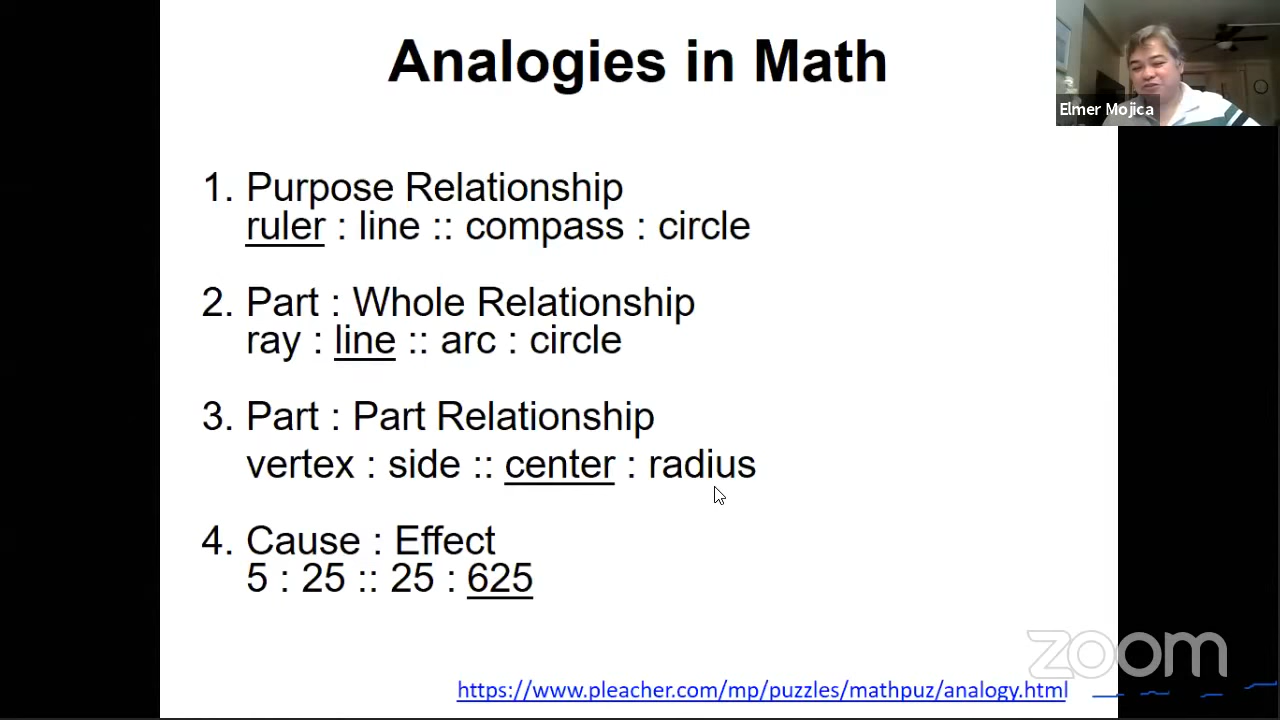 Analogies in Math
Elmer Mojica
1. Purpose Relationship
ruler : line :: compass : circle
2. Part : Whole Relationship
ray : line :: arc : circle
3. Part : Part Relationship
vertex : side :: center : radius
4. Cause : Effect
5 : 25 :: 25 : 625
zoom
https://www.pleacher.com/mp/puzzles/mathpuz/analogy.html